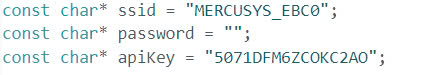 const char* ssid = "MERCUSYS_EBC0";
const char* password = "";
const char* apiKey = "5071DFM6ZCOKC2AO";